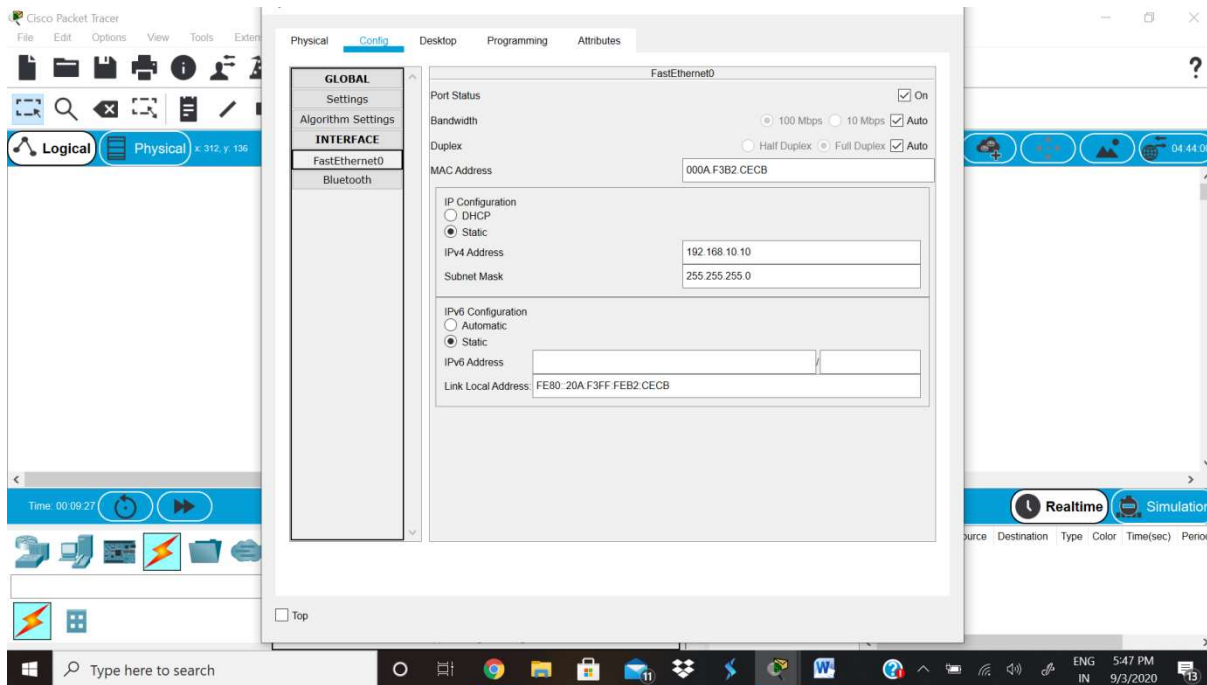 Cisco Packet Tracer
File Edit Options View Tools
Physical Config Desktop Programming Attributes
GLOBAL
Settings
Algorithm Settings
INTERFACE
FastEthernet0
Bluetooth
FastEthernet0
Port Status On
Bandwidth 100 Mbps 10 Mbps Auto
Duplex Half Duplex Full Duplex Auto
MAC Address 000A.F3B2.CECB
IP Configuration
DHCP
Static
IPv4 Address 192.168.10.10
Subnet Mask 255.255.255.0
IPv6 Configuration
Automatic
Static
IPv6 Address /
Link Local Address: FE80::20A:F3FF:FEB2:CECB
Top
?
Logical Physical x: 312, y: 136
04:44:00
Time: 00:09:27
Realtime Simulation
Destination Type Color Time(sec)
Type here to search
11
W
ENG 5:47 PM
IN 9/3/2020
13